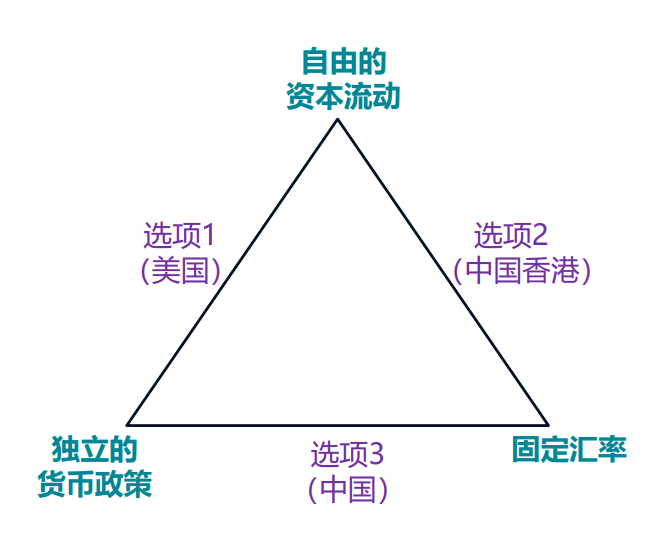 自由的
资本流动
选项1
（美国）
选项2
（中国香港）
独立的
货币政策
选项3
（中国）
固定汇率